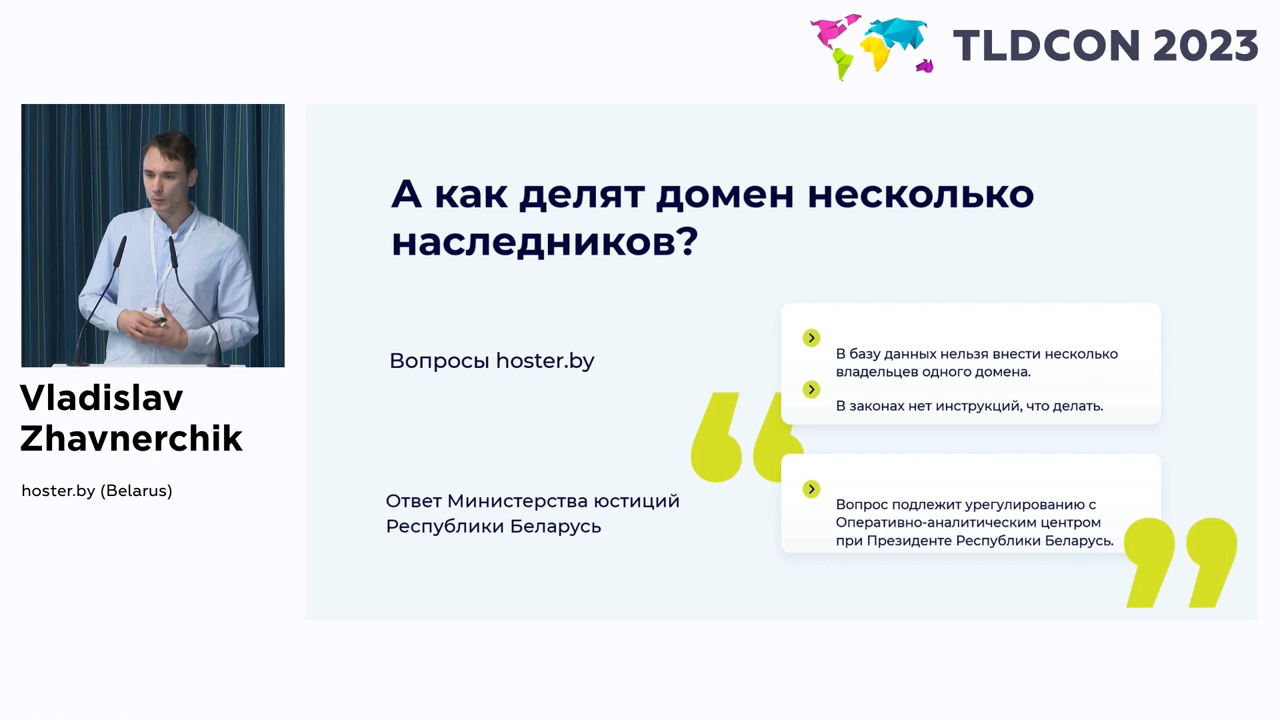 TLDCON 2023
Vladislav
Zhavnerchik
hoster.by (Belarus)
А как делят домен несколько
наследников?
Вопросы hoster.by
В базу данных нельзя внести несколько
владельцев одного домена.
В законах нет инструкций, что делать.
Ответ Министерства юстиций
Республики Беларусь
Вопрос подлежит урегулированию с
Оперативно-аналитическим центром
при Президенте Республики Беларусь.